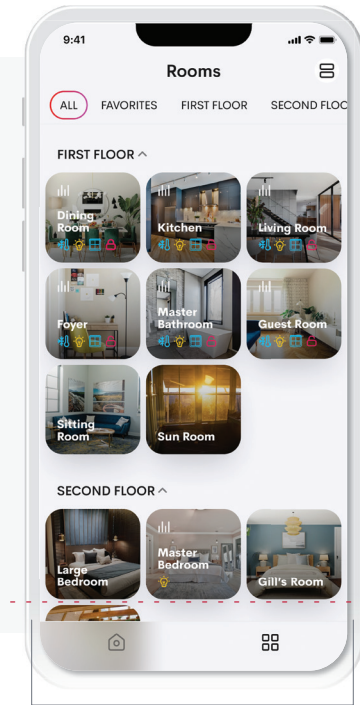 9:41
Rooms
ALL FAVORITES FIRST FLOOR SECOND FLOC
FIRST FLOOR
Dining
Room
Kitchen
Living Room
Foyer
Master
Bathroom
Guest Room
Sitting
Room
Sun Room
SECOND FLOOR
Large
Bedroom
Master
Bedroom
Gill's Room